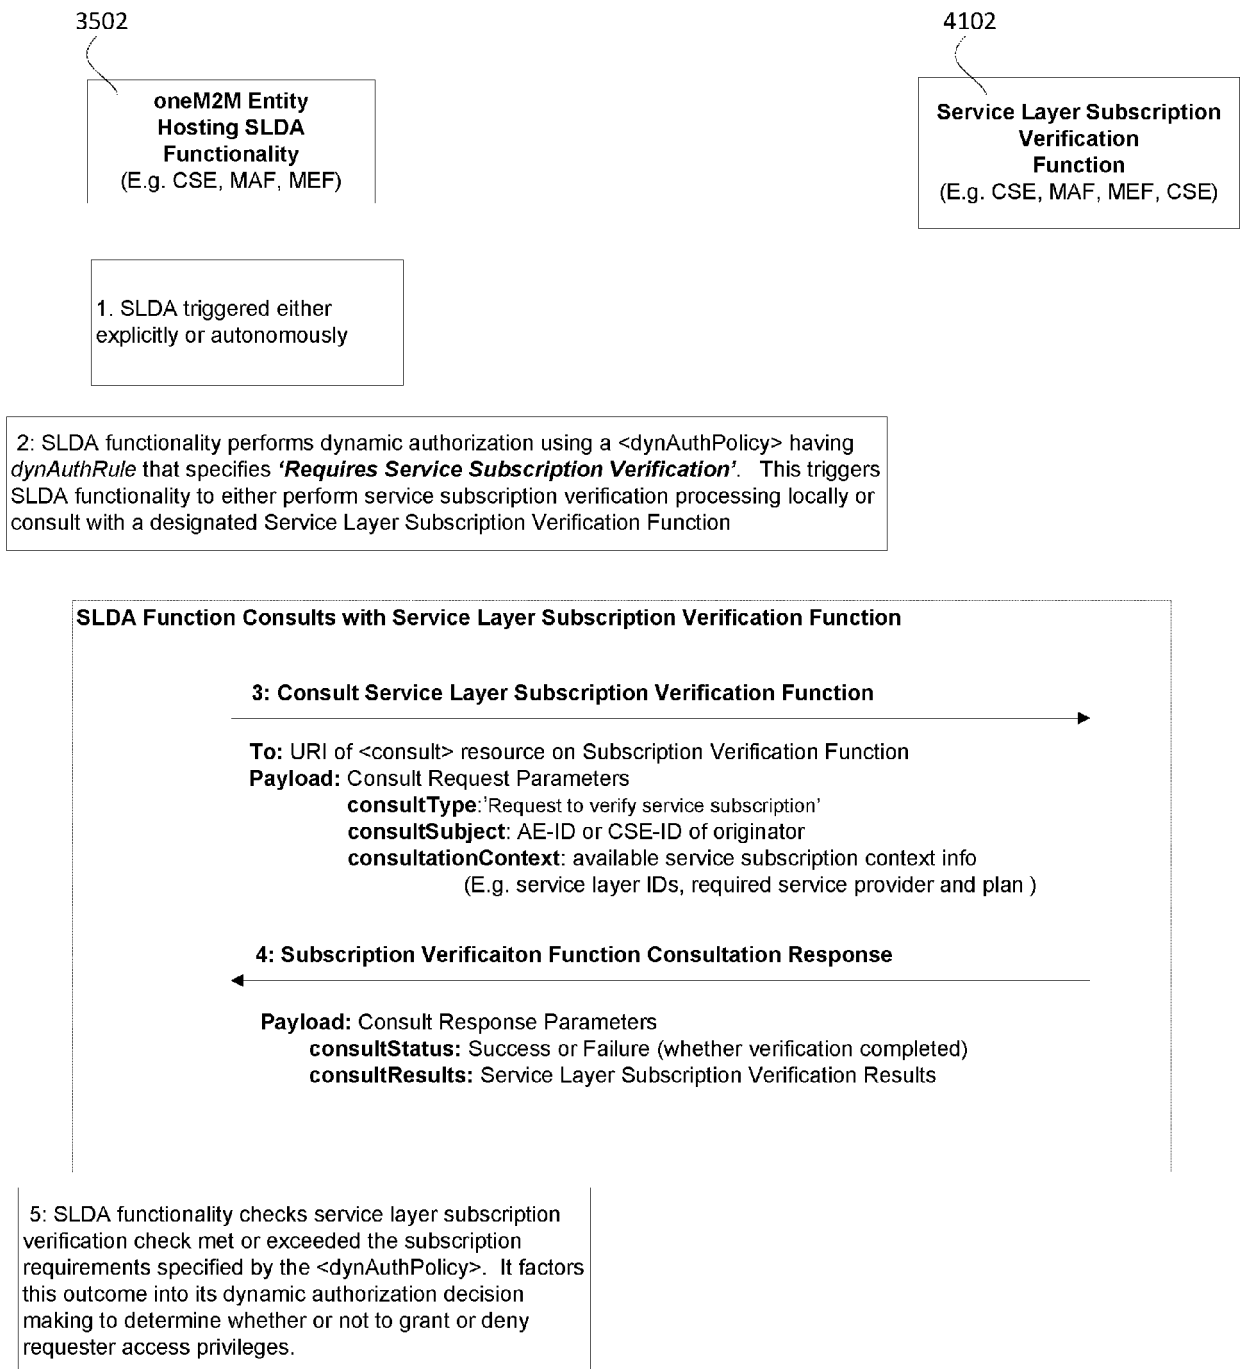 3502
4102
oneM2M Entity
Hosting SLDA
Functionality
(E.g. CSE, MAF, MEF)
Service Layer Subscription
Verification
Function
(E.g. CSE, MAF, MEF, CSE)
1. SLDA triggered either
explicitly or autonomously
2: SLDA functionality performs dynamic authorization using a <dynAuthPolicy> having
dynAuthRule that specifies 'Requires Service Subscription Verification'. This triggers
SLDA functionality to either perform service subscription verification processing locally or
consult with a designated Service Layer Subscription Verification Function
SLDA Function Consults with Service Layer Subscription Verification Function
3: Consult Service Layer Subscription Verification Function
To: URI of <consult> resource on Subscription Verification Function
Payload: Consult Request Parameters
consultType:'Request to verify service subscription'
consultSubject: AE-ID or CSE-ID of originator
consultationContext: available service subscription context info
(E.g. service layer IDs, required service provider and plan )
4: Subscription Verificaiton Function Consultation Response
Payload: Consult Response Parameters
consultStatus: Success or Failure (whether verification completed)
consultResults: Service Layer Subscription Verification Results
5: SLDA functionality checks service layer subscription
verification check met or exceeded the subscription
requirements specified by the <dynAuthPolicy>. It factors
this outcome into its dynamic authorization decision
making to determine whether or not to grant or deny
requester access privileges.